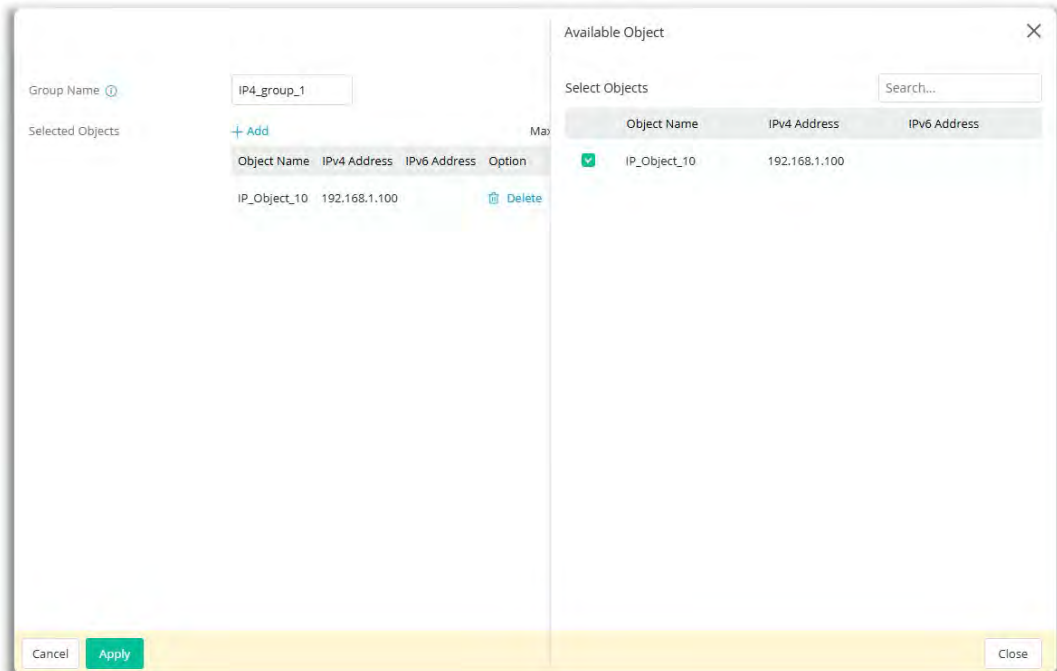 Available Object
Group Name
IP4_group_1
Select Objects
Search...
Selected Objects
+ Add
Object Name IPv4 Address IPv6 Address Option
Object Name IPv4 Address IPv6 Address
IP_Object_10 192.168.1.100
IP_Object_10 192.168.1.100 Delete
Cancel
Apply
Close